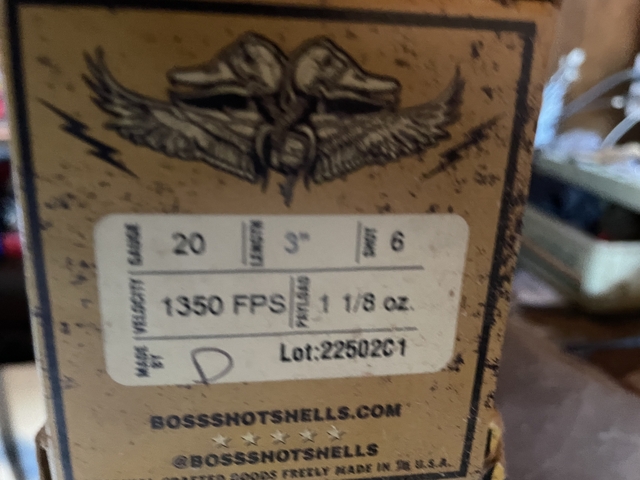 GAUGE 20 LENGTH 3" SHOT 6
VELOCITY 1350 FPS PAYLOAD 1 1/8 oz.
MADE BY D Lot:22502C1
BOSSSHOTSHELLS.COM
@BOSSSHOTSHELLS
CRAFTED GOODS FREELY MADE IN THE U.S.A.